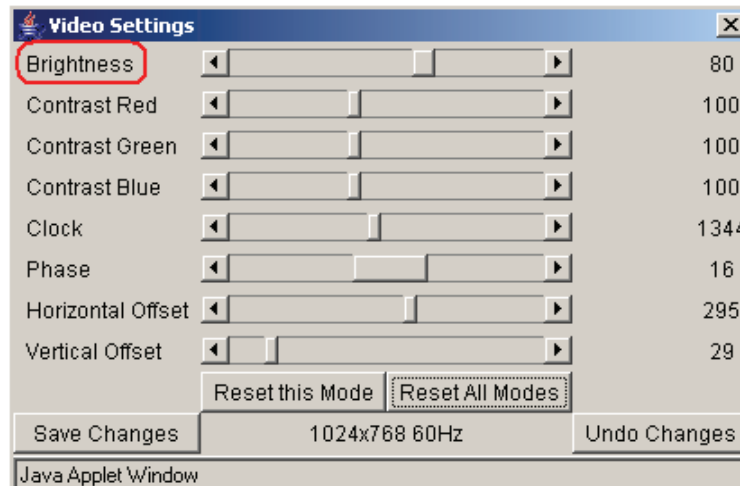 Video Settings
Brightness 80
Contrast Red 100
Contrast Green 100
Contrast Blue 100
Clock 1344
Phase 16
Horizontal Offset 295
Vertical Offset 29
Reset this Mode Reset All Modes
Save Changes 1024x768 60Hz Undo Changes
Java Applet Window